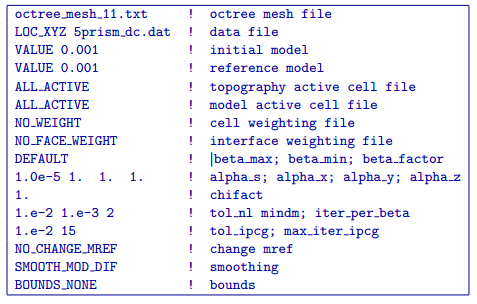 octree_mesh_11.txt ! octree mesh file
LOC_XYZ 5prism_dc.dat ! data file
VALUE 0.001 ! initial model
VALUE 0.001 ! reference model
ALL_ACTIVE ! topography active cell file
ALL_ACTIVE ! model active cell file
NO_WEIGHT ! cell weighting file
NO_FACE_WEIGHT ! interface weighting file
DEFAULT ! |beta_max; beta_min; beta_factor
1.0e-5 1. 1. 1. ! alpha_s; alpha_x; alpha_y; alpha_z
1. ! chifact
1.e-2 1.e-3 2 ! tol_nl mindm; iter_per_beta
1.e-2 15 ! tol_ipcg; max_iter_ipcg
NO_CHANGE_MREF ! change mref
SMOOTH_MOD_DIF ! smoothing
BOUNDS_NONE ! bounds